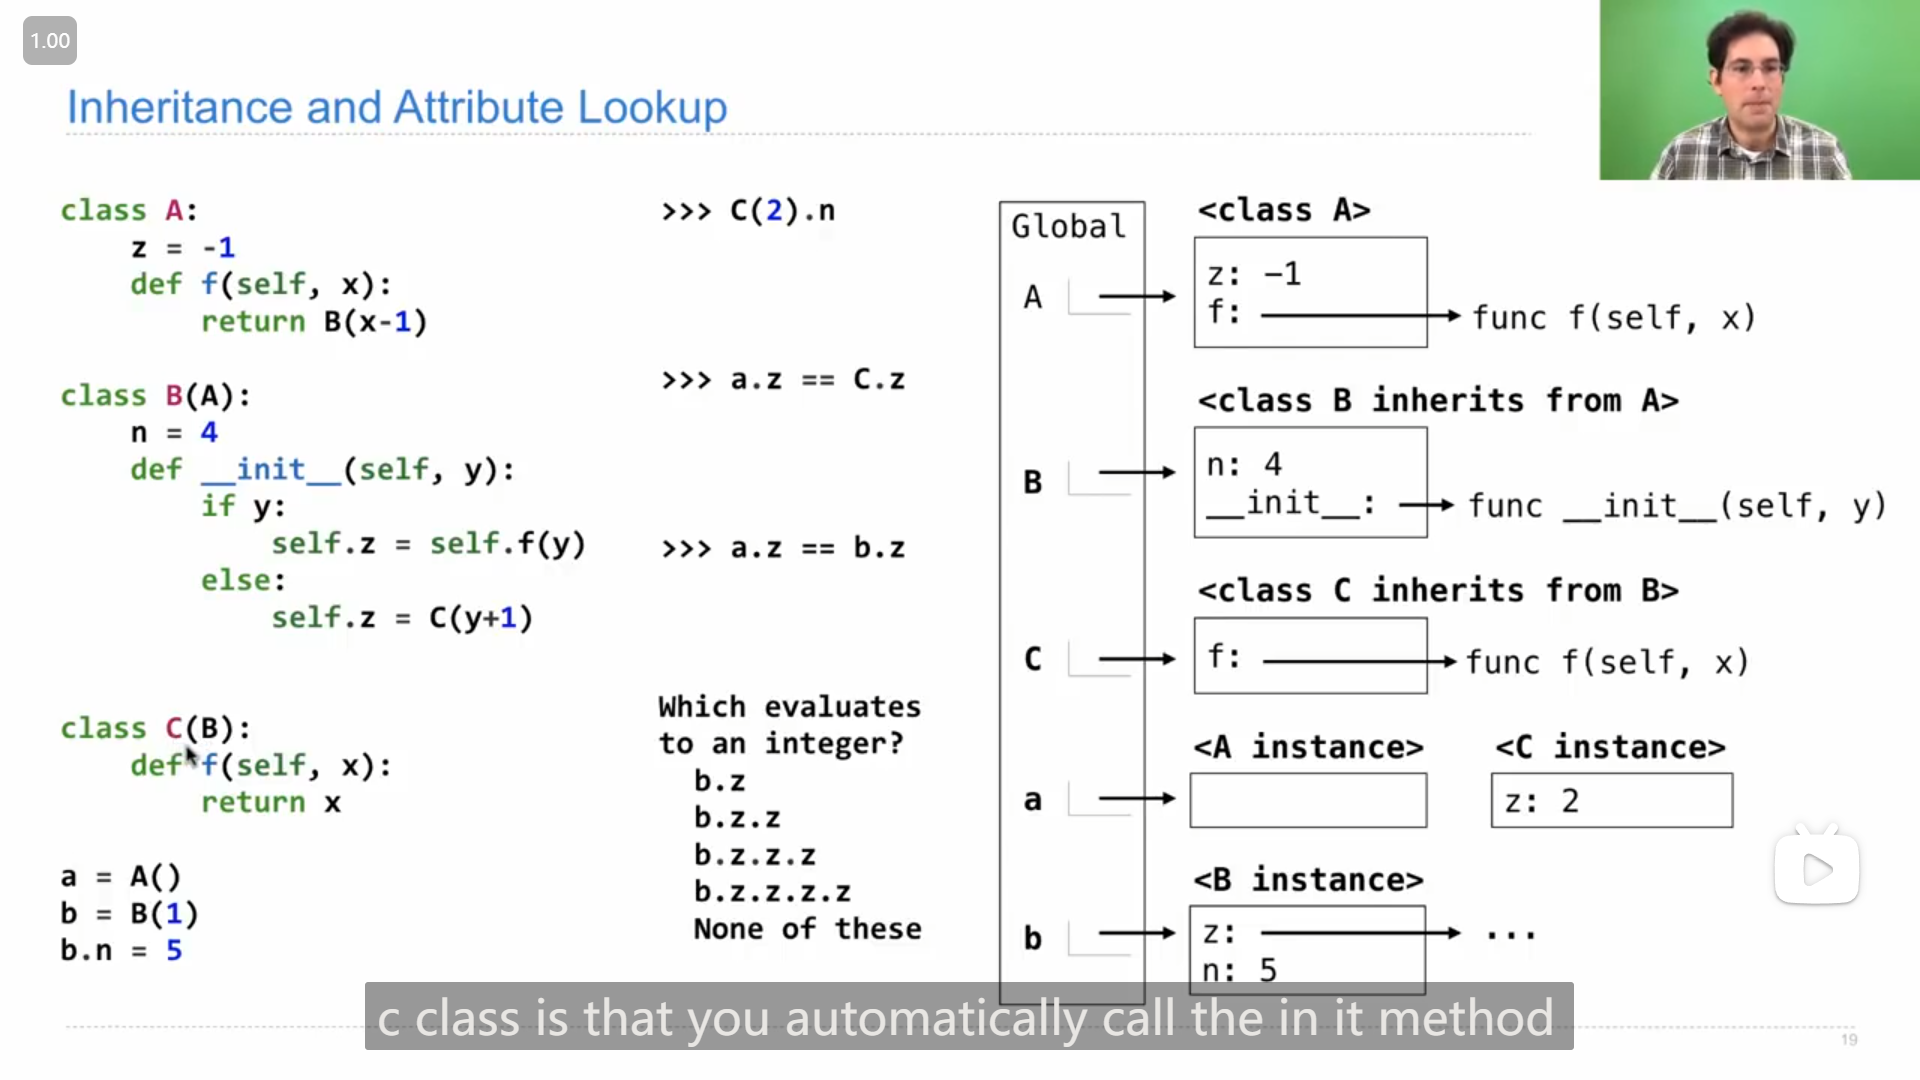 1.00
Inheritance and Attribute Lookup
class A:
z = -1
def f(self, x):
return B(x-1)
class B(A):
n = 4
def __init__(self, y):
if y:
self.z = self.f(y)
else:
self.z = C(y+1)
class C(B):
def f(self, x):
return x
a = A()
b = B(1)
b.n = 5
>>> C(2).n
>>> a.z == C.z
>>> a.z == b.z
Which evaluates
to an integer?
b.z
b.z.z
b.z.z.z
b.z.z.z.z
None of these
Global
A
B
C
a
b
<class A>
z: -1
f:
func f(self, x)
<class B inherits from A>
n: 4
__init__:
func __init__(self, y)
<class C inherits from B>
f:
func f(self, x)
<A instance>
<C instance>
z: 2
<B instance>
z:
...
n: 5
c class is that you automatically call the in it method
19